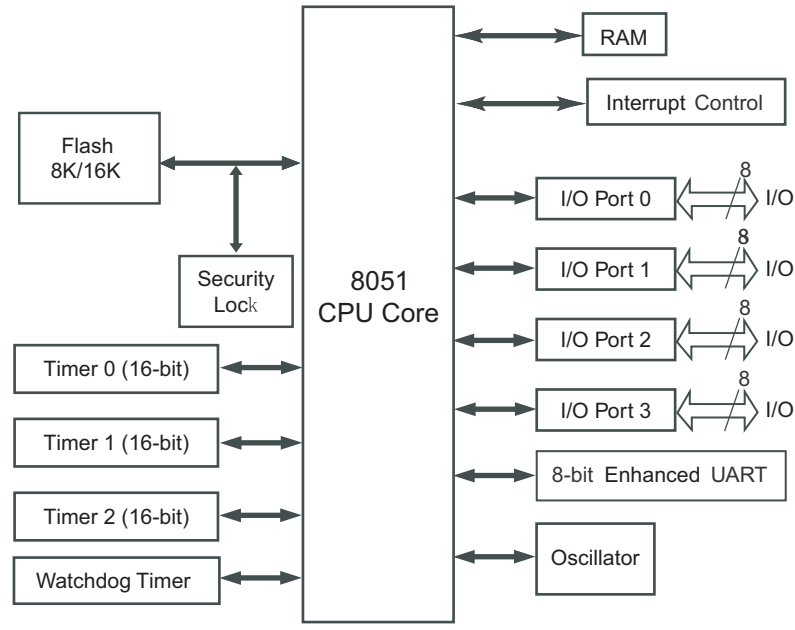 Flash
8K/16K
Security
Lock
Timer 0 (16-bit)
Timer 1 (16-bit)
Timer 2 (16-bit)
Watchdog Timer
8051
CPU Core
RAM
Interrupt Control
I/O Port 0
8
I/O
I/O Port 1
8
I/O
I/O Port 2
8
I/O
I/O Port 3
8
I/O
8-bit Enhanced UART
Oscillator